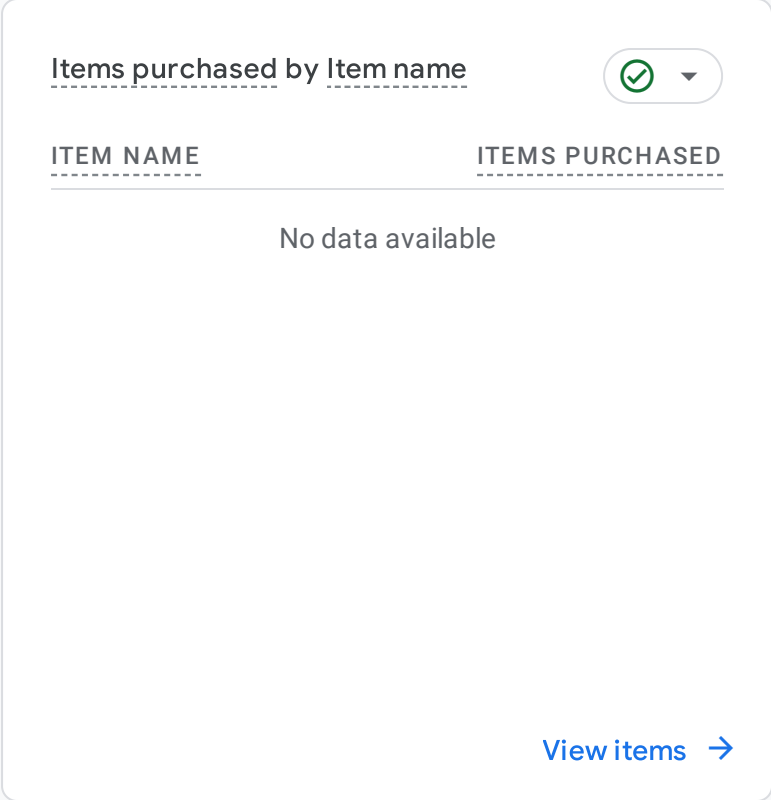 Items purchased by Item name
ITEM NAME ITEMS PURCHASED
No data available
View items